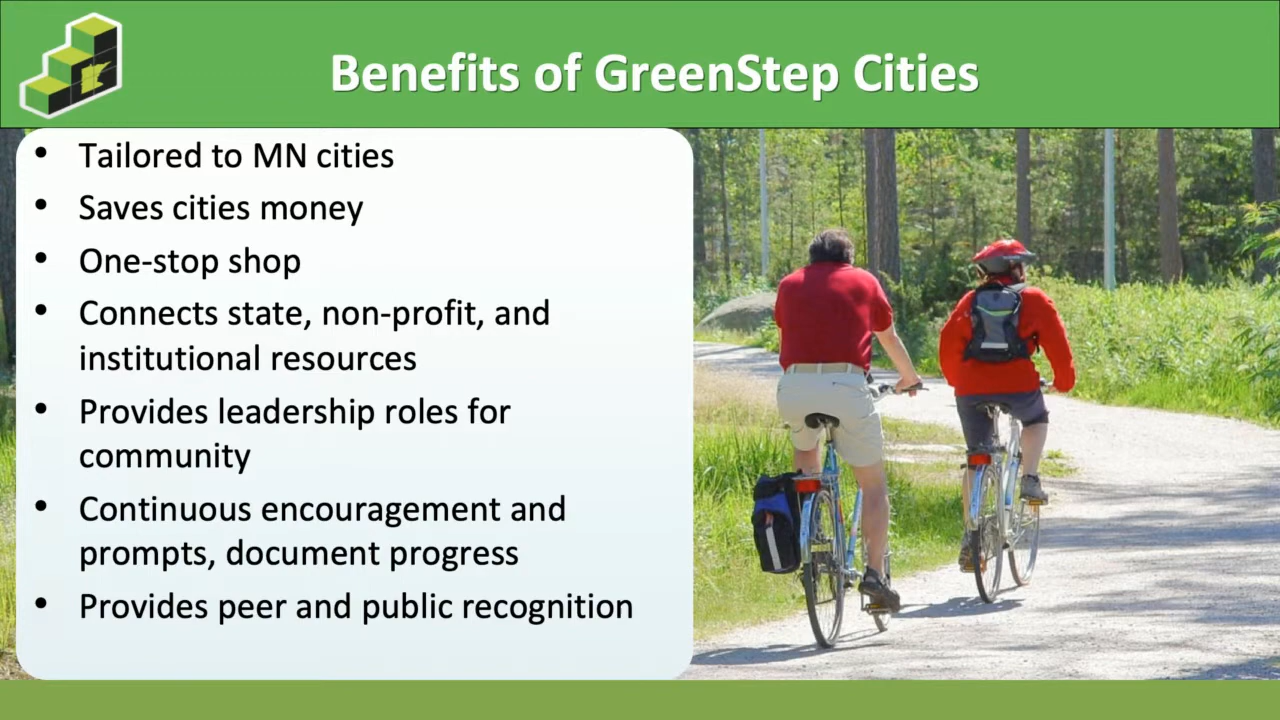 Benefits of GreenStep Cities
• Tailored to MN cities
• Saves cities money
• One-stop shop
• Connects state, non-profit, and
institutional resources
• Provides leadership roles for
community
• Continuous encouragement and
prompts, document progress
• Provides peer and public recognition